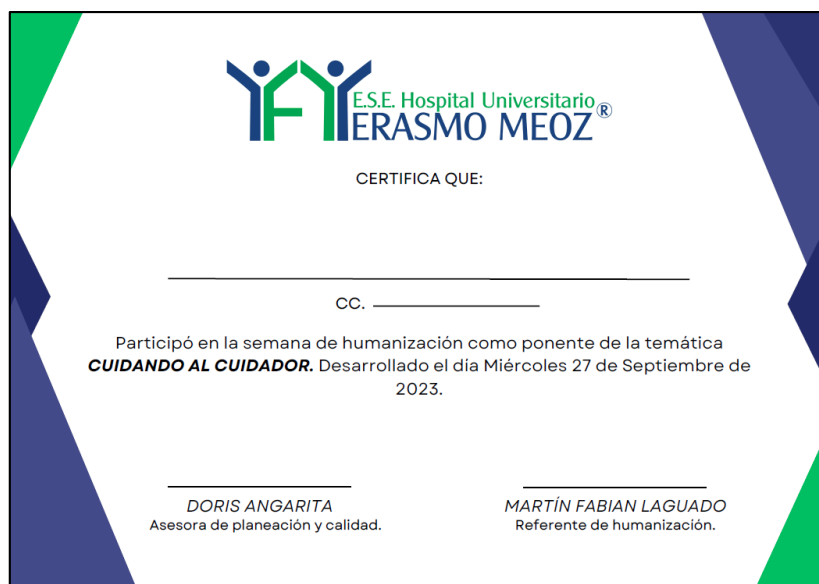 E.S.E. Hospital Universitario
ERASMO MEOZ®
CERTIFICA QUE:
CC.
Participó en la semana de humanización como ponente de la temática
CUIDANDO AL CUIDADOR. Desarrollado el día Miércoles 27 de Septiembre de
2023.
DORIS ANGARITA
Asesora de planeación y calidad.
MARTÍN FABIAN LAGUADO
Referente de humanización.